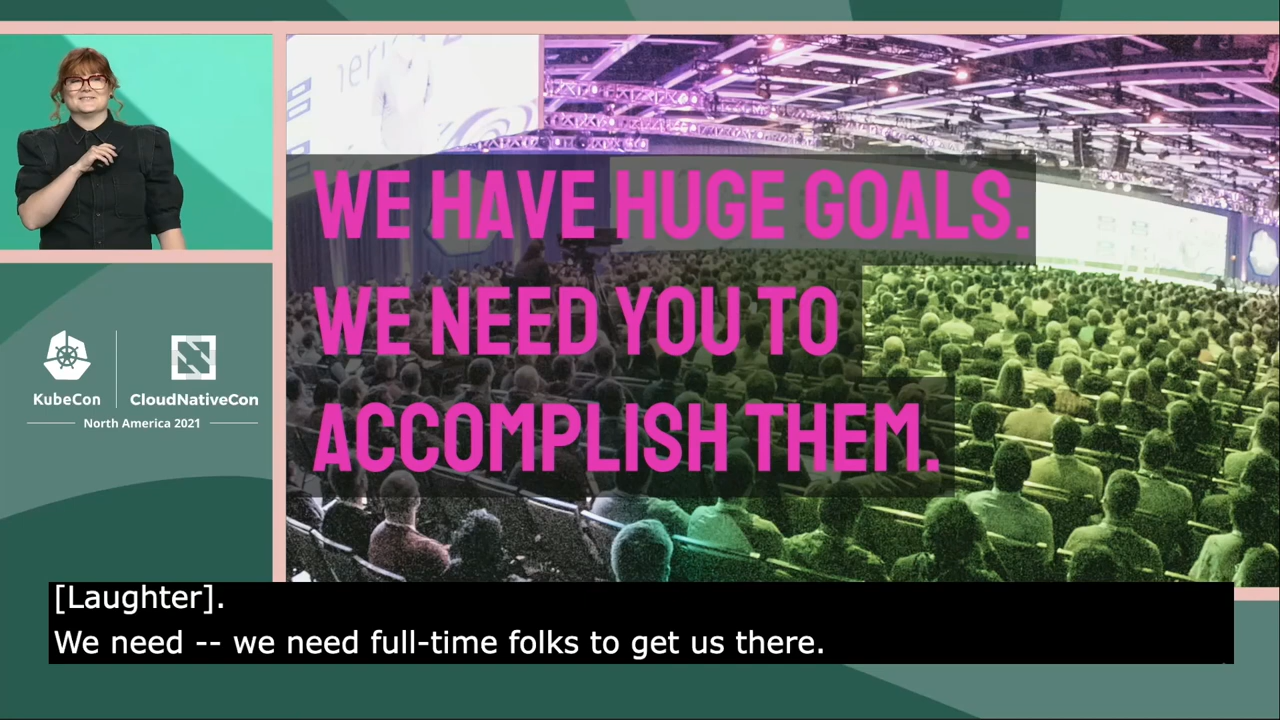 WE HAVE HUGE GOALS.
WE NEED YOU TO
ACCOMPLISH THEM.
KubeCon
CloudNativeCon
North America 2021
[Laughter].
We need -- we need full-time folks to get us there.